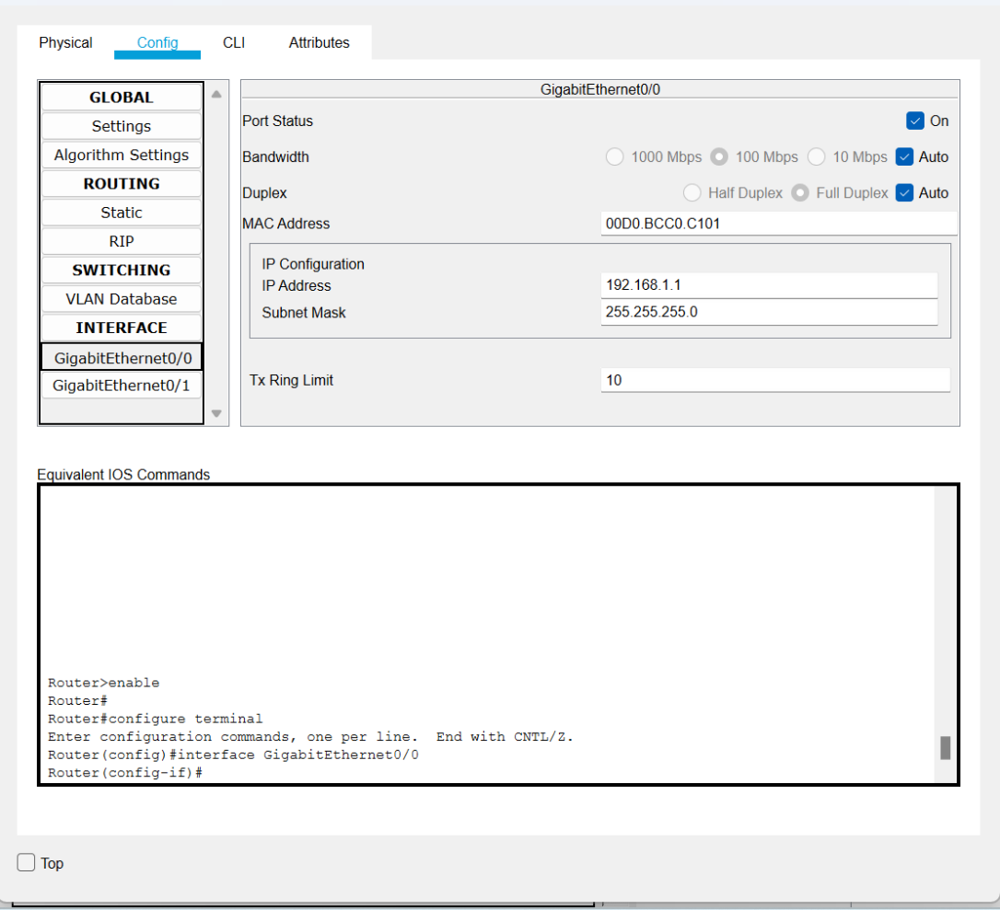 Physical Config CLI Attributes
GLOBAL
Settings
Algorithm Settings
ROUTING
Static
RIP
SWITCHING
VLAN Database
INTERFACE
GigabitEthernet0/0
GigabitEthernet0/1
GigabitEthernet0/0
Port Status On
Bandwidth 1000 Mbps 100 Mbps 10 Mbps Auto
Duplex Half Duplex Full Duplex Auto
MAC Address 00D0.BCC0.C101
IP Configuration
IP Address 192.168.1.1
Subnet Mask 255.255.255.0
Tx Ring Limit 10
Equivalent IOS Commands
Router>enable
Router#
Router#configure terminal
Enter configuration commands, one per line.  End with CNTL/Z.
Router(config)#interface GigabitEthernet0/0
Router(config-if)#
Top